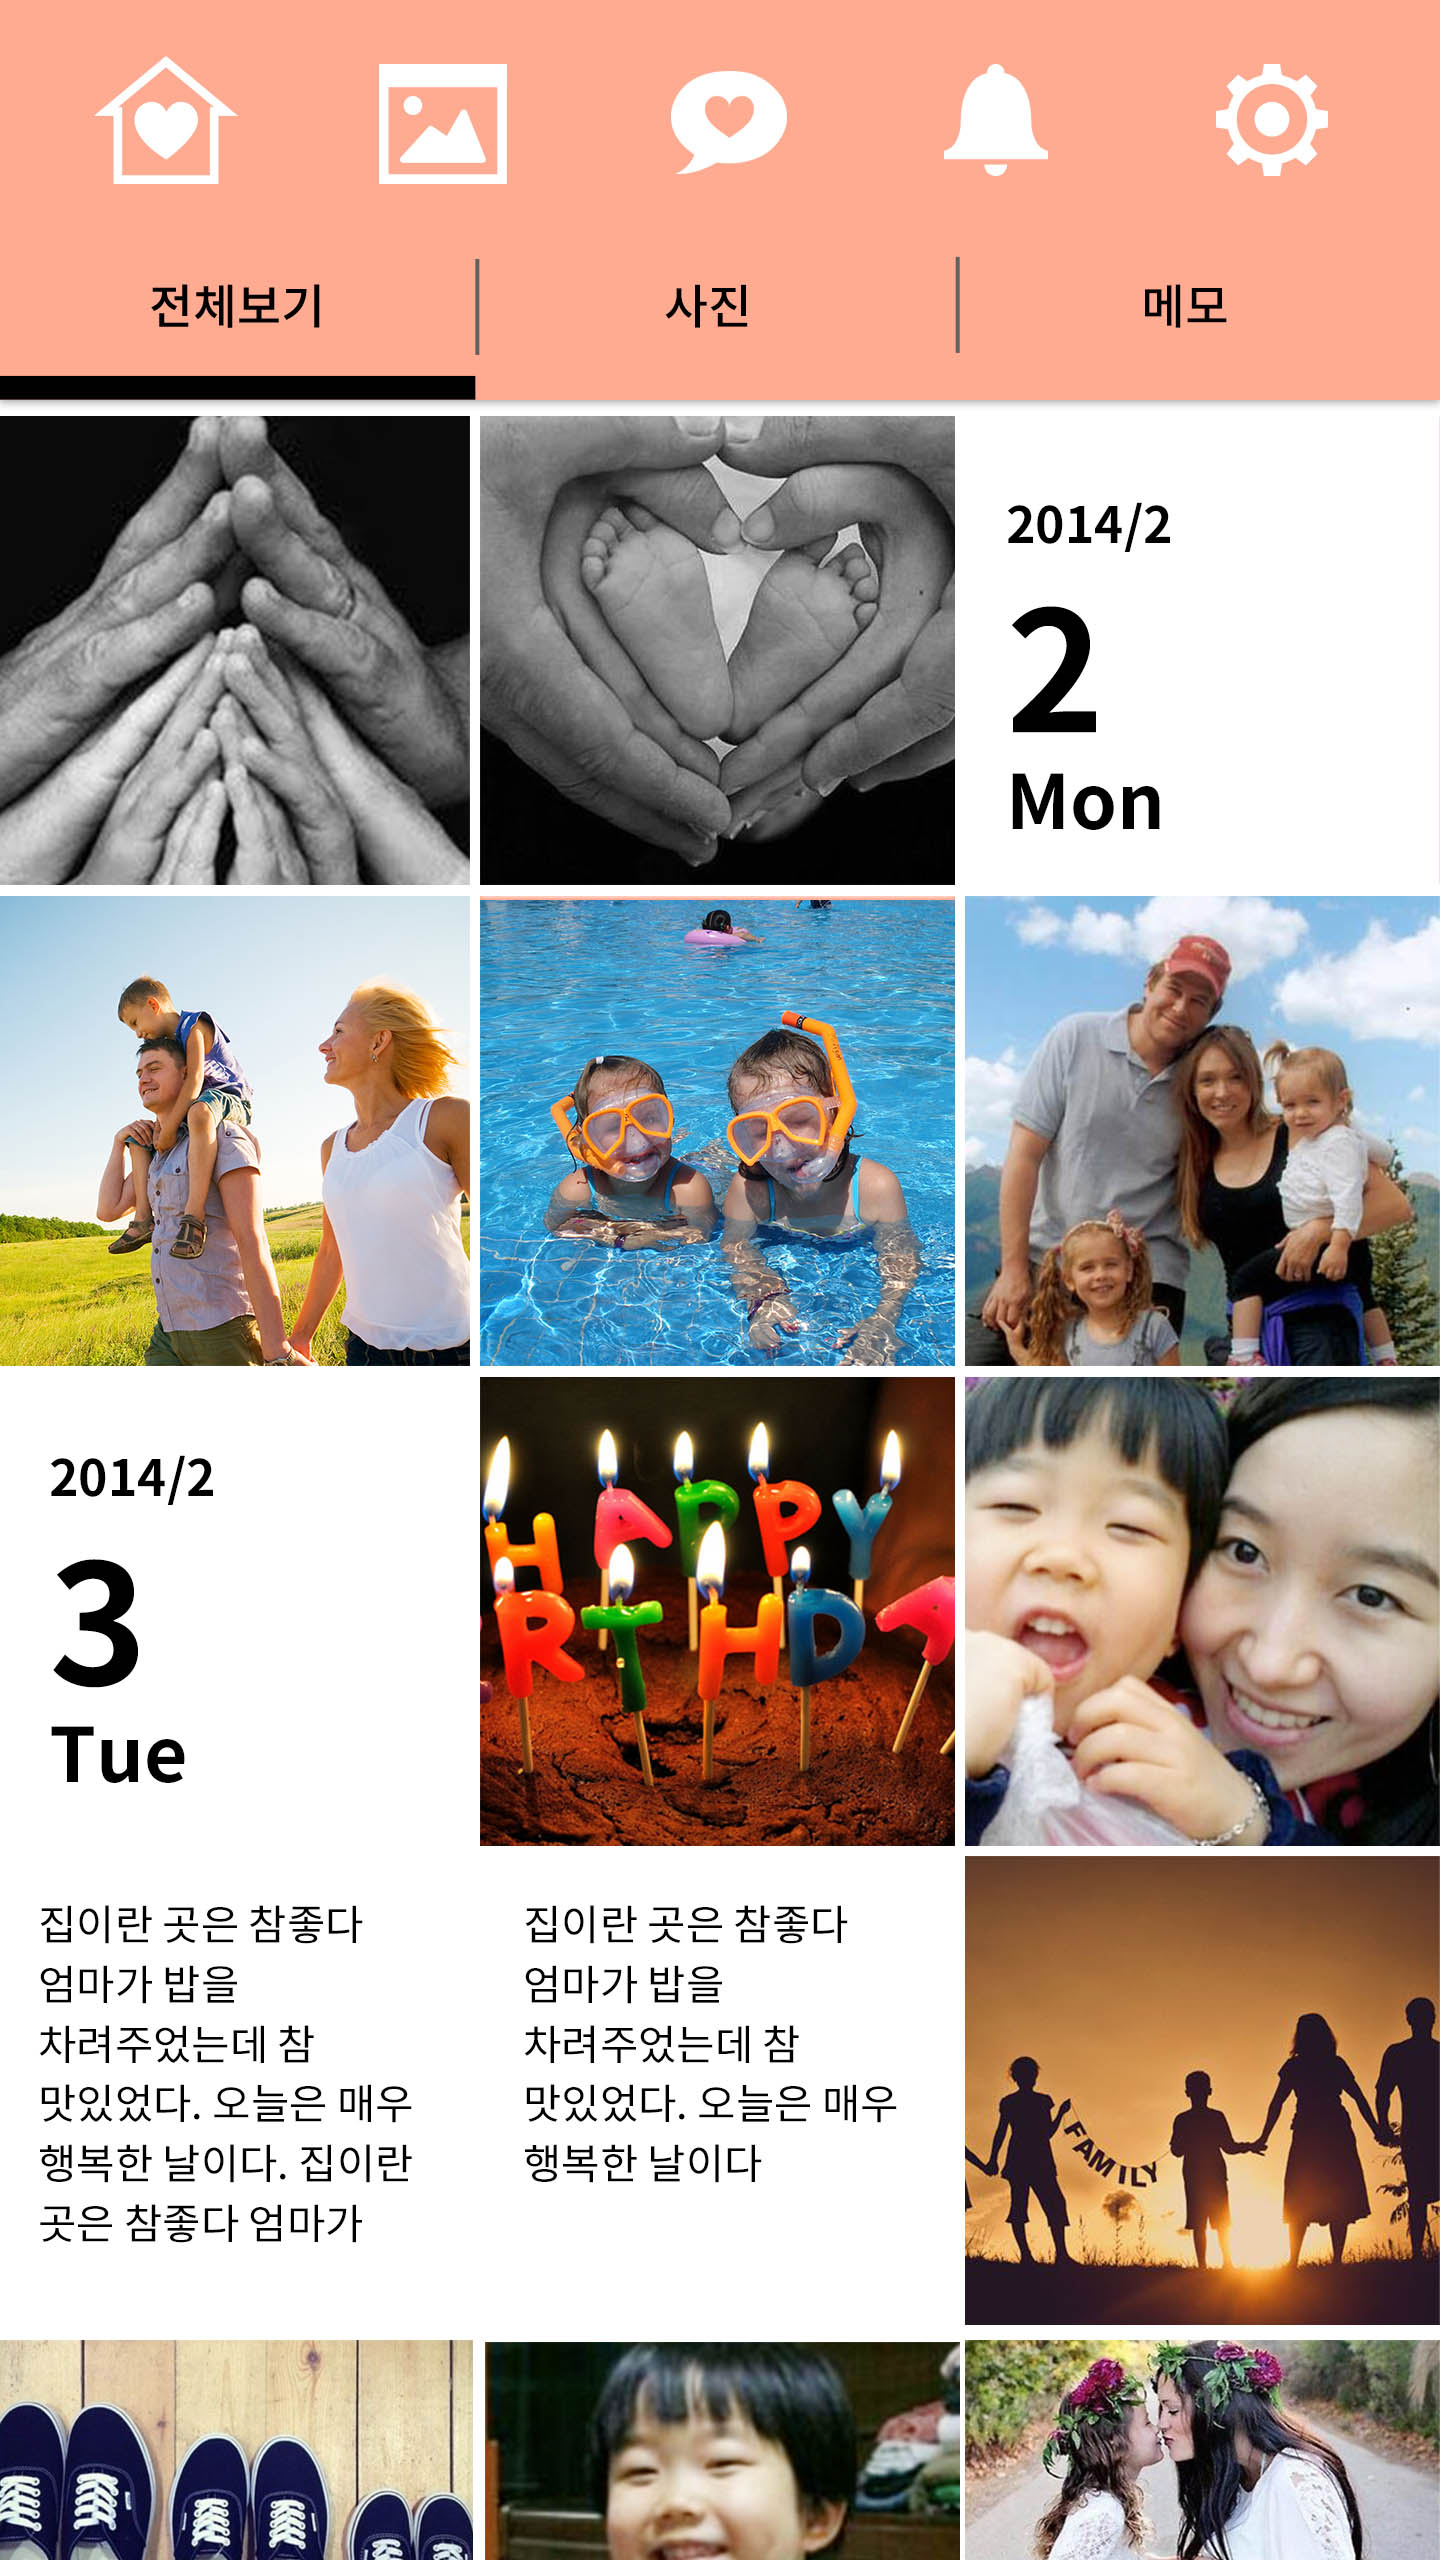 전체보기
사진
메모
2014/2
2
Mon
2014/2
3
Tue
HAPPY
RTHDA
집이란 곳은 참좋다
엄마가 밥을
차려주었는데 참
맛있었다. 오늘은 매우
행복한 날이다. 집이란
곳은 참좋다 엄마가
집이란 곳은 참좋다
엄마가 밥을
차려주었는데 참
맛있었다. 오늘은 매우
행복한 날이다
FAMILY